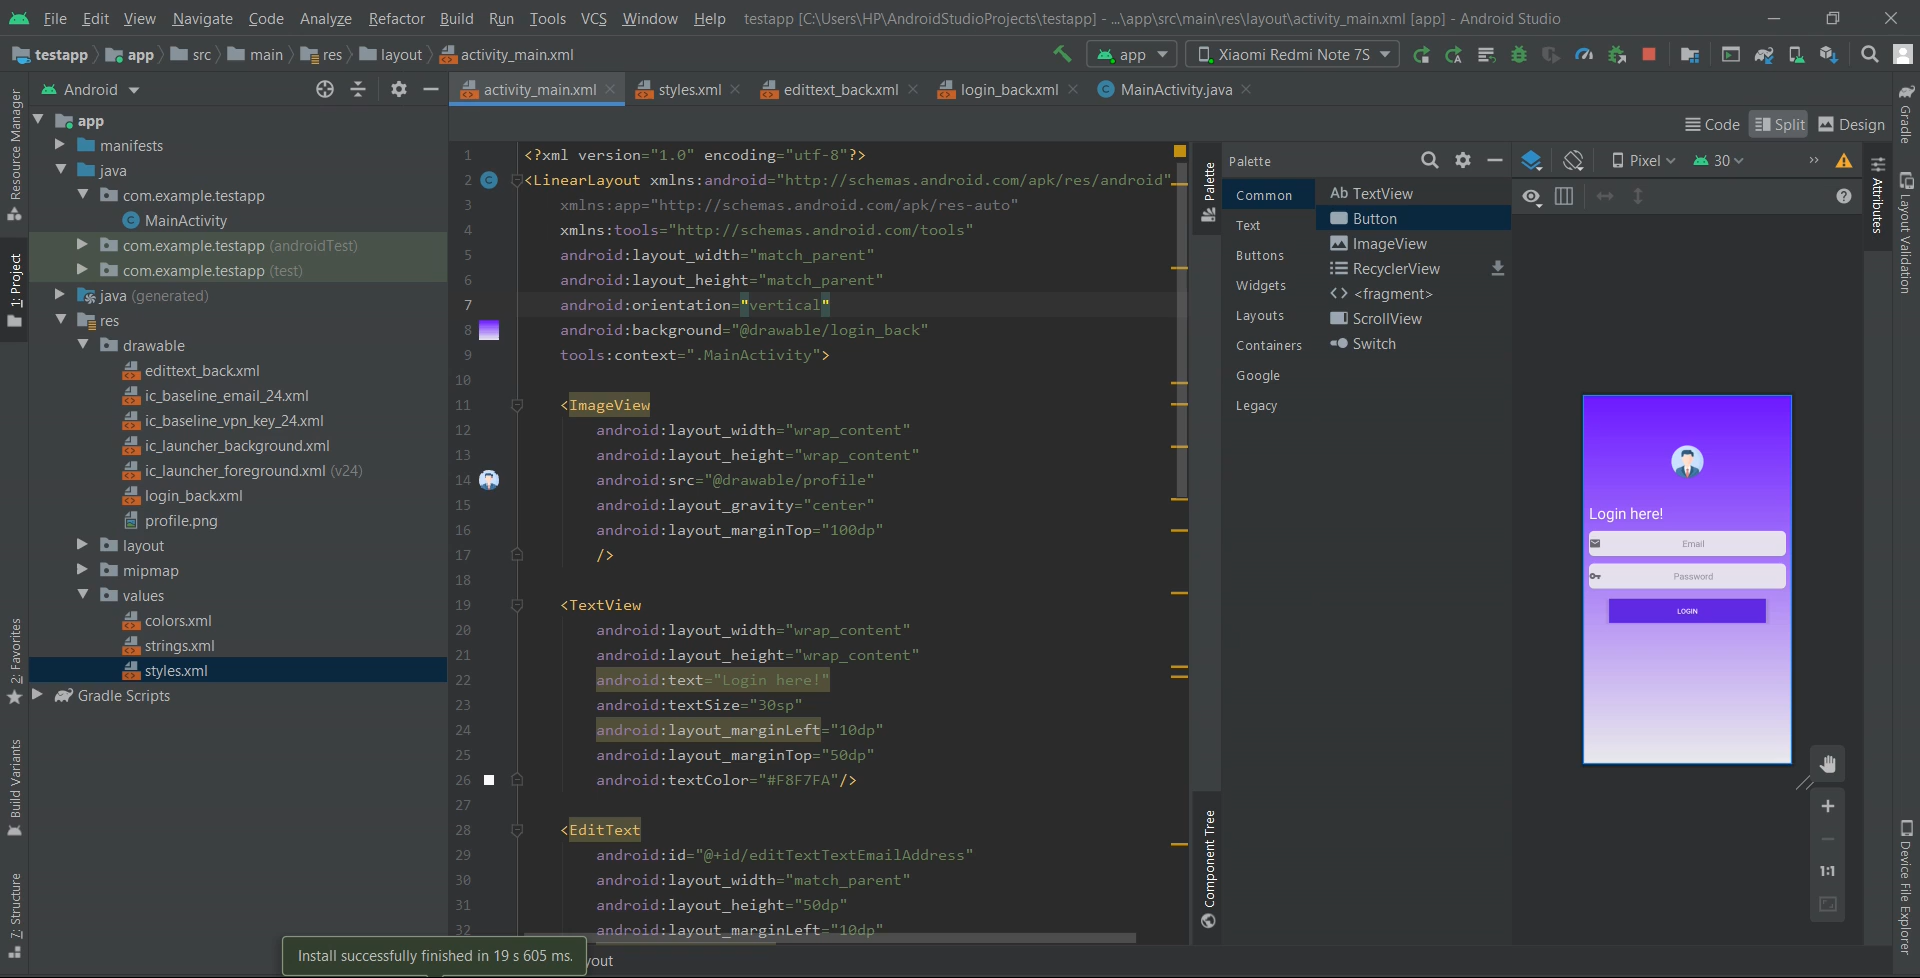 File Edit View Navigate Code Analyze Refactor Build Run Tools VCS Window Help testapp [C:\Users\HP\AndroidStudioProjects\testapp] - ...\app\src\main\res\layout\activity_main.xml [app] - Android Studio
testapp app src main res layout activity_main.xml app Xiaomi Redmi Note 7S
Android
activity_main.xml styles.xml edittext_back.xml login_back.xml MainActivity.java
Code Split Design
Resource Manager
1: Project
2: Favorites
Build Variants
7: Structure
app
manifests
java
com.example.testapp
MainActivity
com.example.testapp (androidTest)
com.example.testapp (test)
java (generated)
res
drawable
edittext_back.xml
ic_baseline_email_24.xml
ic_baseline_vpn_key_24.xml
ic_launcher_background.xml
ic_launcher_foreground.xml (v24)
login_back.xml
profile.png
layout
mipmap
values
colors.xml
strings.xml
styles.xml
Gradle Scripts
1 <?xml version="1.0" encoding="utf-8"?>
2 <LinearLayout xmlns:android="http://schemas.android.com/apk/res/android"
3 xmlns:app="http://schemas.android.com/apk/res-auto"
4 xmlns:tools="http://schemas.android.com/tools"
5 android:layout_width="match_parent"
6 android:layout_height="match_parent"
7 android:orientation="vertical"
8 android:background="@drawable/login_back"
9 tools:context=".MainActivity">
10
11 <ImageView
12 android:layout_width="wrap_content"
13 android:layout_height="wrap_content"
14 android:src="@drawable/profile"
15 android:layout_gravity="center"
16 android:layout_marginTop="100dp"
17 />
18
19 <TextView
20 android:layout_width="wrap_content"
21 android:layout_height="wrap_content"
22 android:text="Login here!"
23 android:textSize="30sp"
24 android:layout_marginLeft="10dp"
25 android:layout_marginTop="50dp"
26 android:textColor="#F8F7FA"/>
27
28 <EditText
29 android:id="@+id/editTextTextEmailAddress"
30 android:layout_width="match_parent"
31 android:layout_height="50dp"
32 android:layout_marginLeft="10dp"
Install successfully finished in 19 s 605 ms.
yout
Palette
Component Tree
Palette
Common
Text
Buttons
Widgets
Layouts
Containers
Google
Legacy
Ab TextView
Button
ImageView
RecyclerView
<fragment>
ScrollView
Switch
Pixel 30
Login here!
Email
Password
LOGIN
1:1
Attributes
Gradle
Layout Validation
Device File Explorer